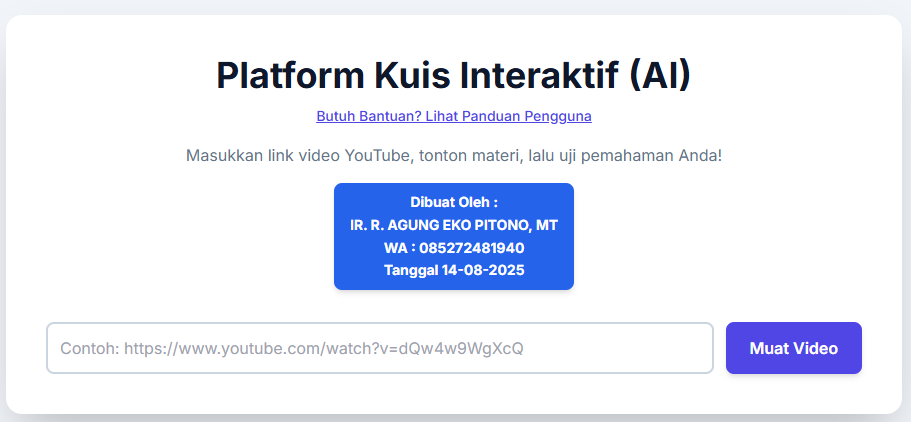 Platform Kuis Interaktif (AI)
Butuh Bantuan? Lihat Panduan Pengguna
Masukkan link video YouTube, tonton materi, lalu uji pemahaman Anda!
Dibuat Oleh :
IR. R. AGUNG EKO PITONO, MT
WA : 085272481940
Tanggal 14-08-2025
Contoh: https://www.youtube.com/watch?v=dQw4w9WgXcQ
Muat Video